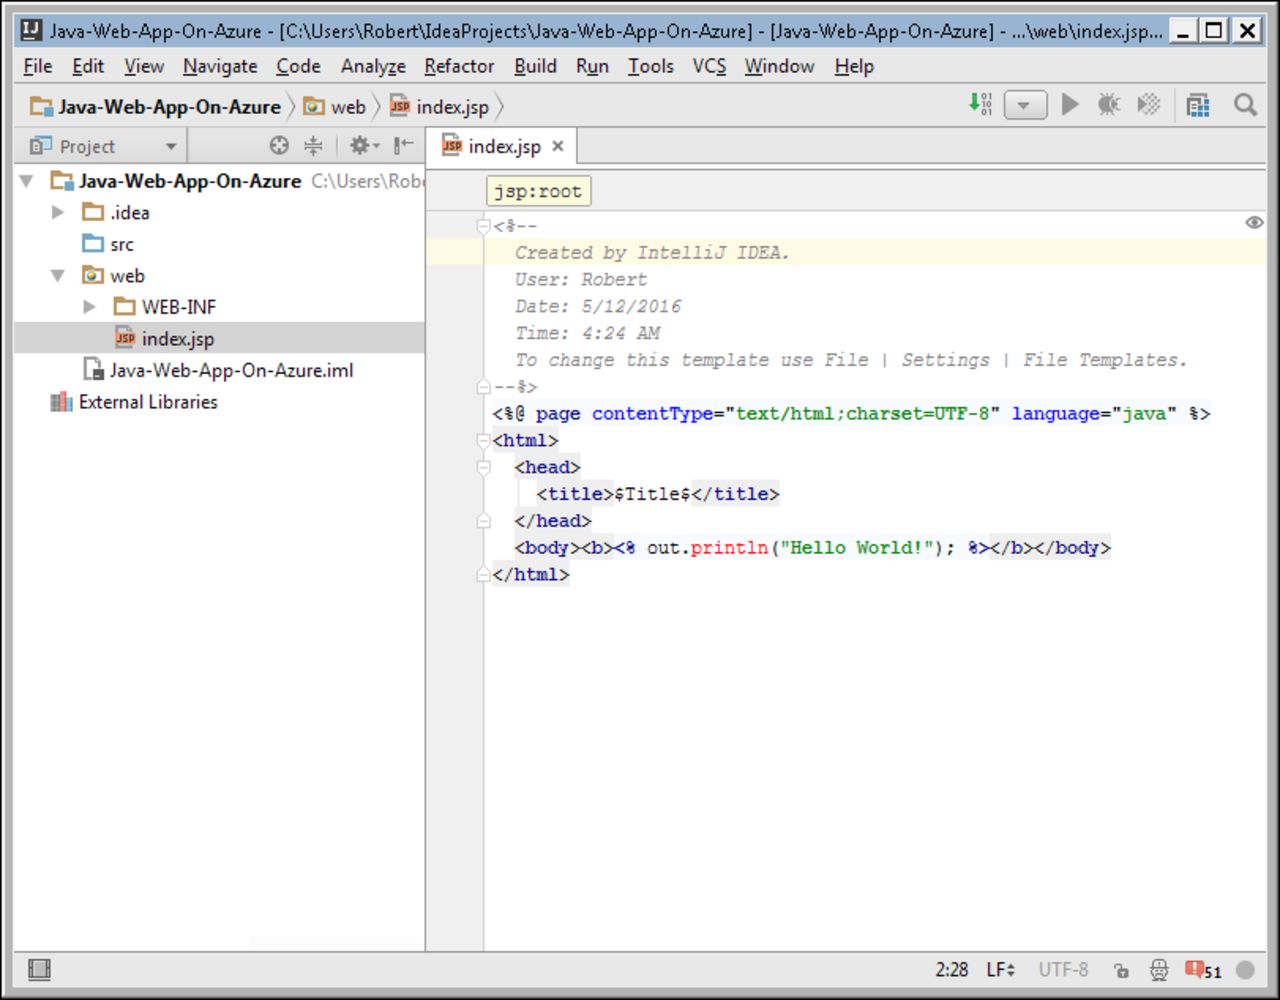 Java-Web-App-On-Azure - [C:\Users\Robert\IdeaProjects\Java-Web-App-On-Azure] - [Java-Web-App-On-Azure] - ...\web\index.jsp...
File Edit View Navigate Code Analyze Refactor Build Run Tools VCS Window Help
Java-Web-App-On-Azure web index.jsp
Project
index.jsp
Java-Web-App-On-Azure C:\Users\Robe
.idea
src
web
WEB-INF
index.jsp
Java-Web-App-On-Azure.iml
External Libraries
jsp:root
<%--
  Created by IntelliJ IDEA.
  User: Robert
  Date: 5/12/2016
  Time: 4:24 AM
  To change this template use File | Settings | File Templates.
--%>
<%@ page contentType="text/html;charset=UTF-8" language="java" %>
<html>
  <head>
    <title>$Title$</title>
  </head>
  <body><b><% out.println("Hello World!"); %></b></body>
</html>
2:28 LF UTF-8 51